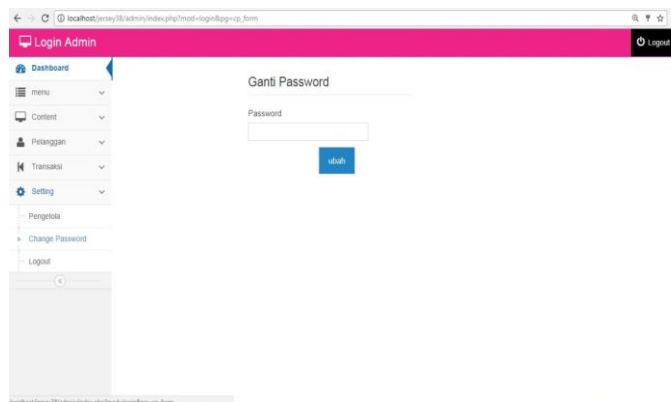 localhost/jersey38/admin/index.php?mod=login&pg=cp_form
Login Admin
Logout
Dashboard
menu
Content
Pelanggan
Transaksi
Setting
Pengelola
Change Password
Logout
Ganti Password
Password
ubah